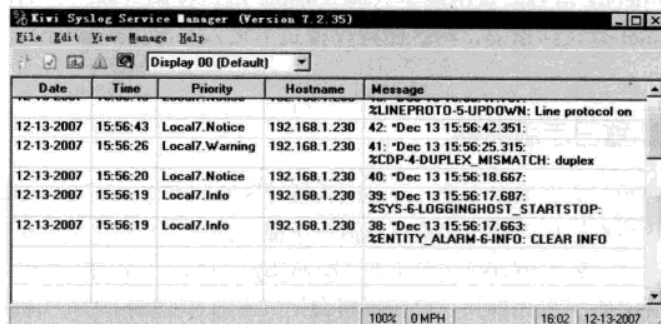 Kiwi Syslog Service Manager (Version 7.2.35)
File Edit View Manage Help
Display 00 (Default)
Date Time Priority Hostname Message
%LINEPROTO-5-UPDOWN: Line protocol on
12-13-2007 15:56:43 Local7.Notice 192.168.1.230 42: *Dec 13 15:56:42.351:
12-13-2007 15:56:26 Local7.Warning 192.168.1.230 41: *Dec 13 15:56:25.315:
%CDP-4-DUPLEX_MISMATCH: duplex
12-13-2007 15:56:20 Local7.Notice 192.168.1.230 40: *Dec 13 15:56:18.667:
12-13-2007 15:56:19 Local7.Info 192.168.1.230 39: *Dec 13 15:56:17.687:
%SYS-6-LOGGINGHOST_STARTSTOP:
12-13-2007 15:56:19 Local7.Info 192.168.1.230 38: *Dec 13 15:56:17.663:
%ENTITY_ALARM-6-INFO: CLEAR INFO
100% 0 MPH 16:02 12-13-2007